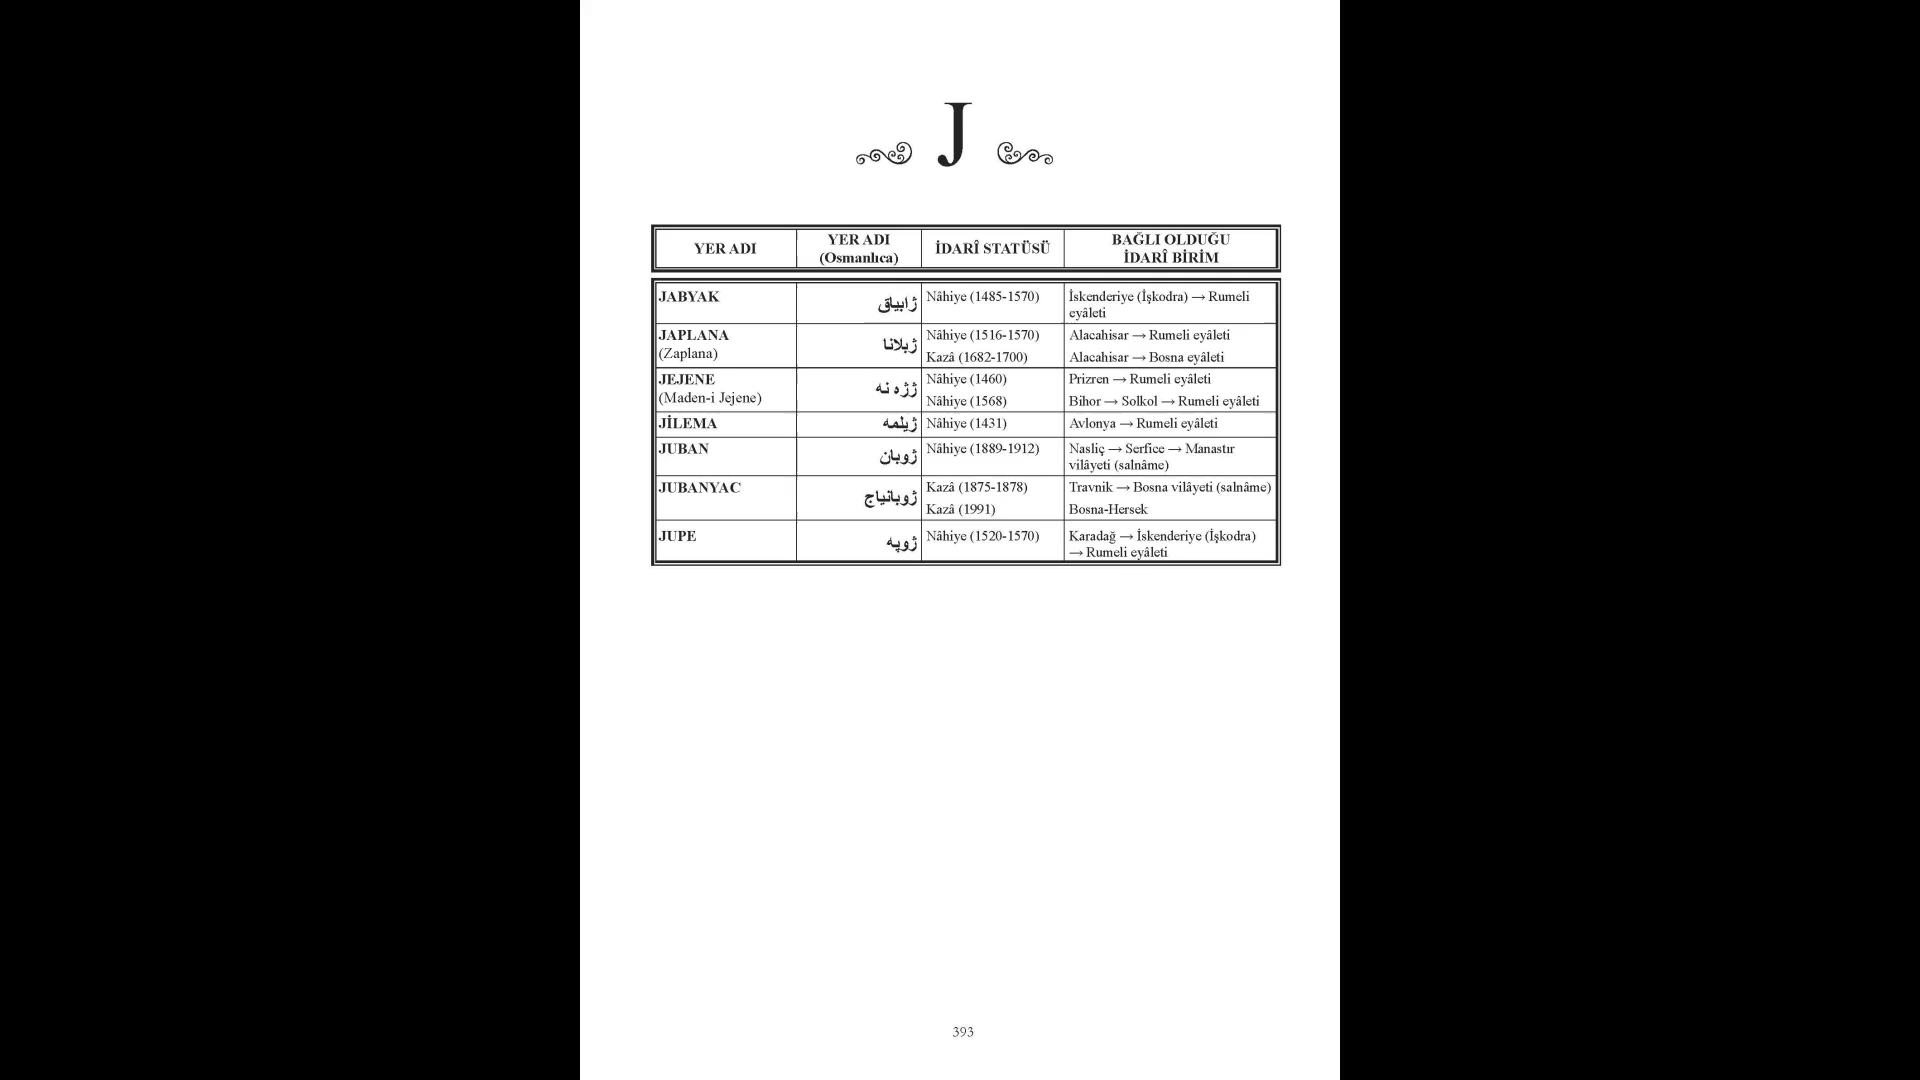 J
YER ADI
YER ADI
(Osmanlıca)
İDARÎ STATÜSÜ
BAĞLI OLDUĞU
İDARÎ BİRİM
JABYAK
ژابیاق
Nâhiye (1485-1570)
İskenderiye (İşkodra) → Rumeli
eyâleti
JAPLANA
(Zaplana)
ژبلانا
Nâhiye (1516-1570)
Alacahisar → Rumeli eyâleti
Kazâ (1682-1700)
Alacahisar → Bosna eyâleti
JEJENE
(Maden-i Jejene)
ژژه نه
Nâhiye (1460)
Prizren → Rumeli eyâleti
Nâhiye (1568)
Bihor → Solkol → Rumeli eyâleti
JİLEMA
ژیلمه
Nâhiye (1431)
Avlonya → Rumeli eyâleti
JUBAN
ژوبان
Nâhiye (1889-1912)
Nasliç → Serfice → Manastır
vilâyeti (salnâme)
JUBANYAC
ژوبانیاج
Kazâ (1875-1878)
Travnik → Bosna vilâyeti (salnâme)
Kazâ (1991)
Bosna-Hersek
JUPE
ژوپه
Nâhiye (1520-1570)
Karadağ → İskenderiye (İşkodra)
→ Rumeli eyâleti
393